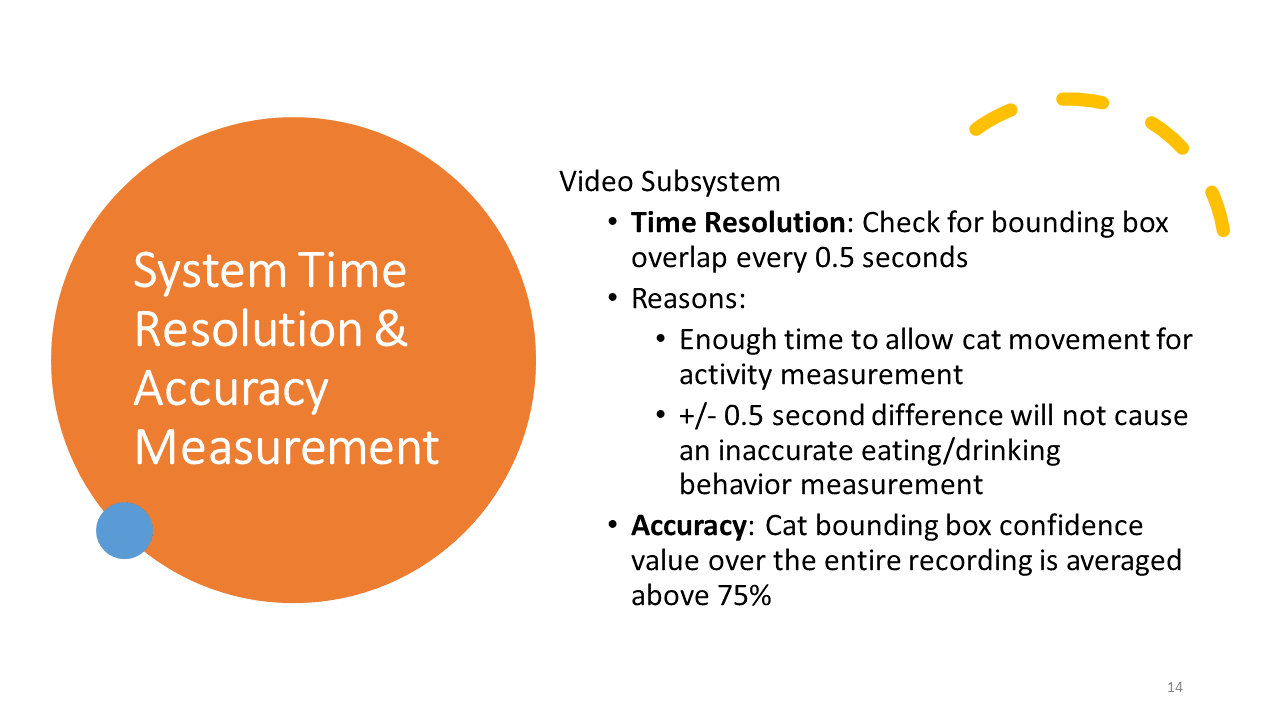 System Time
Resolution &
Accuracy
Measurement
Video Subsystem
• Time Resolution: Check for bounding box
overlap every 0.5 seconds
• Reasons:
• Enough time to allow cat movement for
activity measurement
• +/- 0.5 second difference will not cause
an inaccurate eating/drinking
behavior measurement
• Accuracy: Cat bounding box confidence
value over the entire recording is averaged
above 75%
14